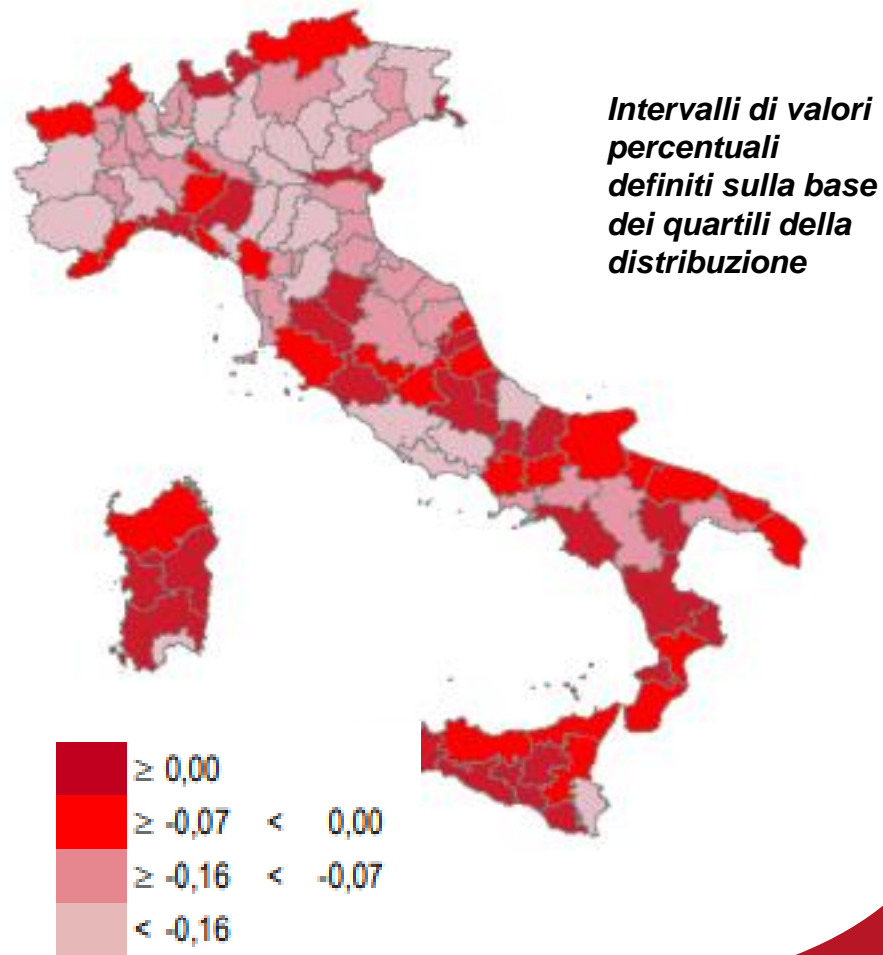 Intervalli di valori
percentuali
definiti sulla base
dei quartili della
distribuzione
≥ 0,00
≥ -0,07 < 0,00
≥ -0,16 < -0,07
< -0,16